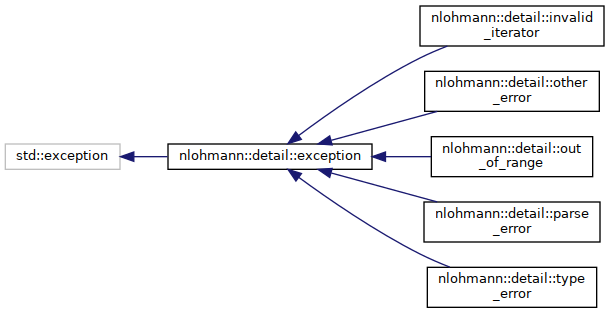 nlohmann::detail::invalid
_iterator
nlohmann::detail::other
_error
std::exception
nlohmann::detail::exception
nlohmann::detail::out
_of_range
nlohmann::detail::parse
_error
nlohmann::detail::type
_error